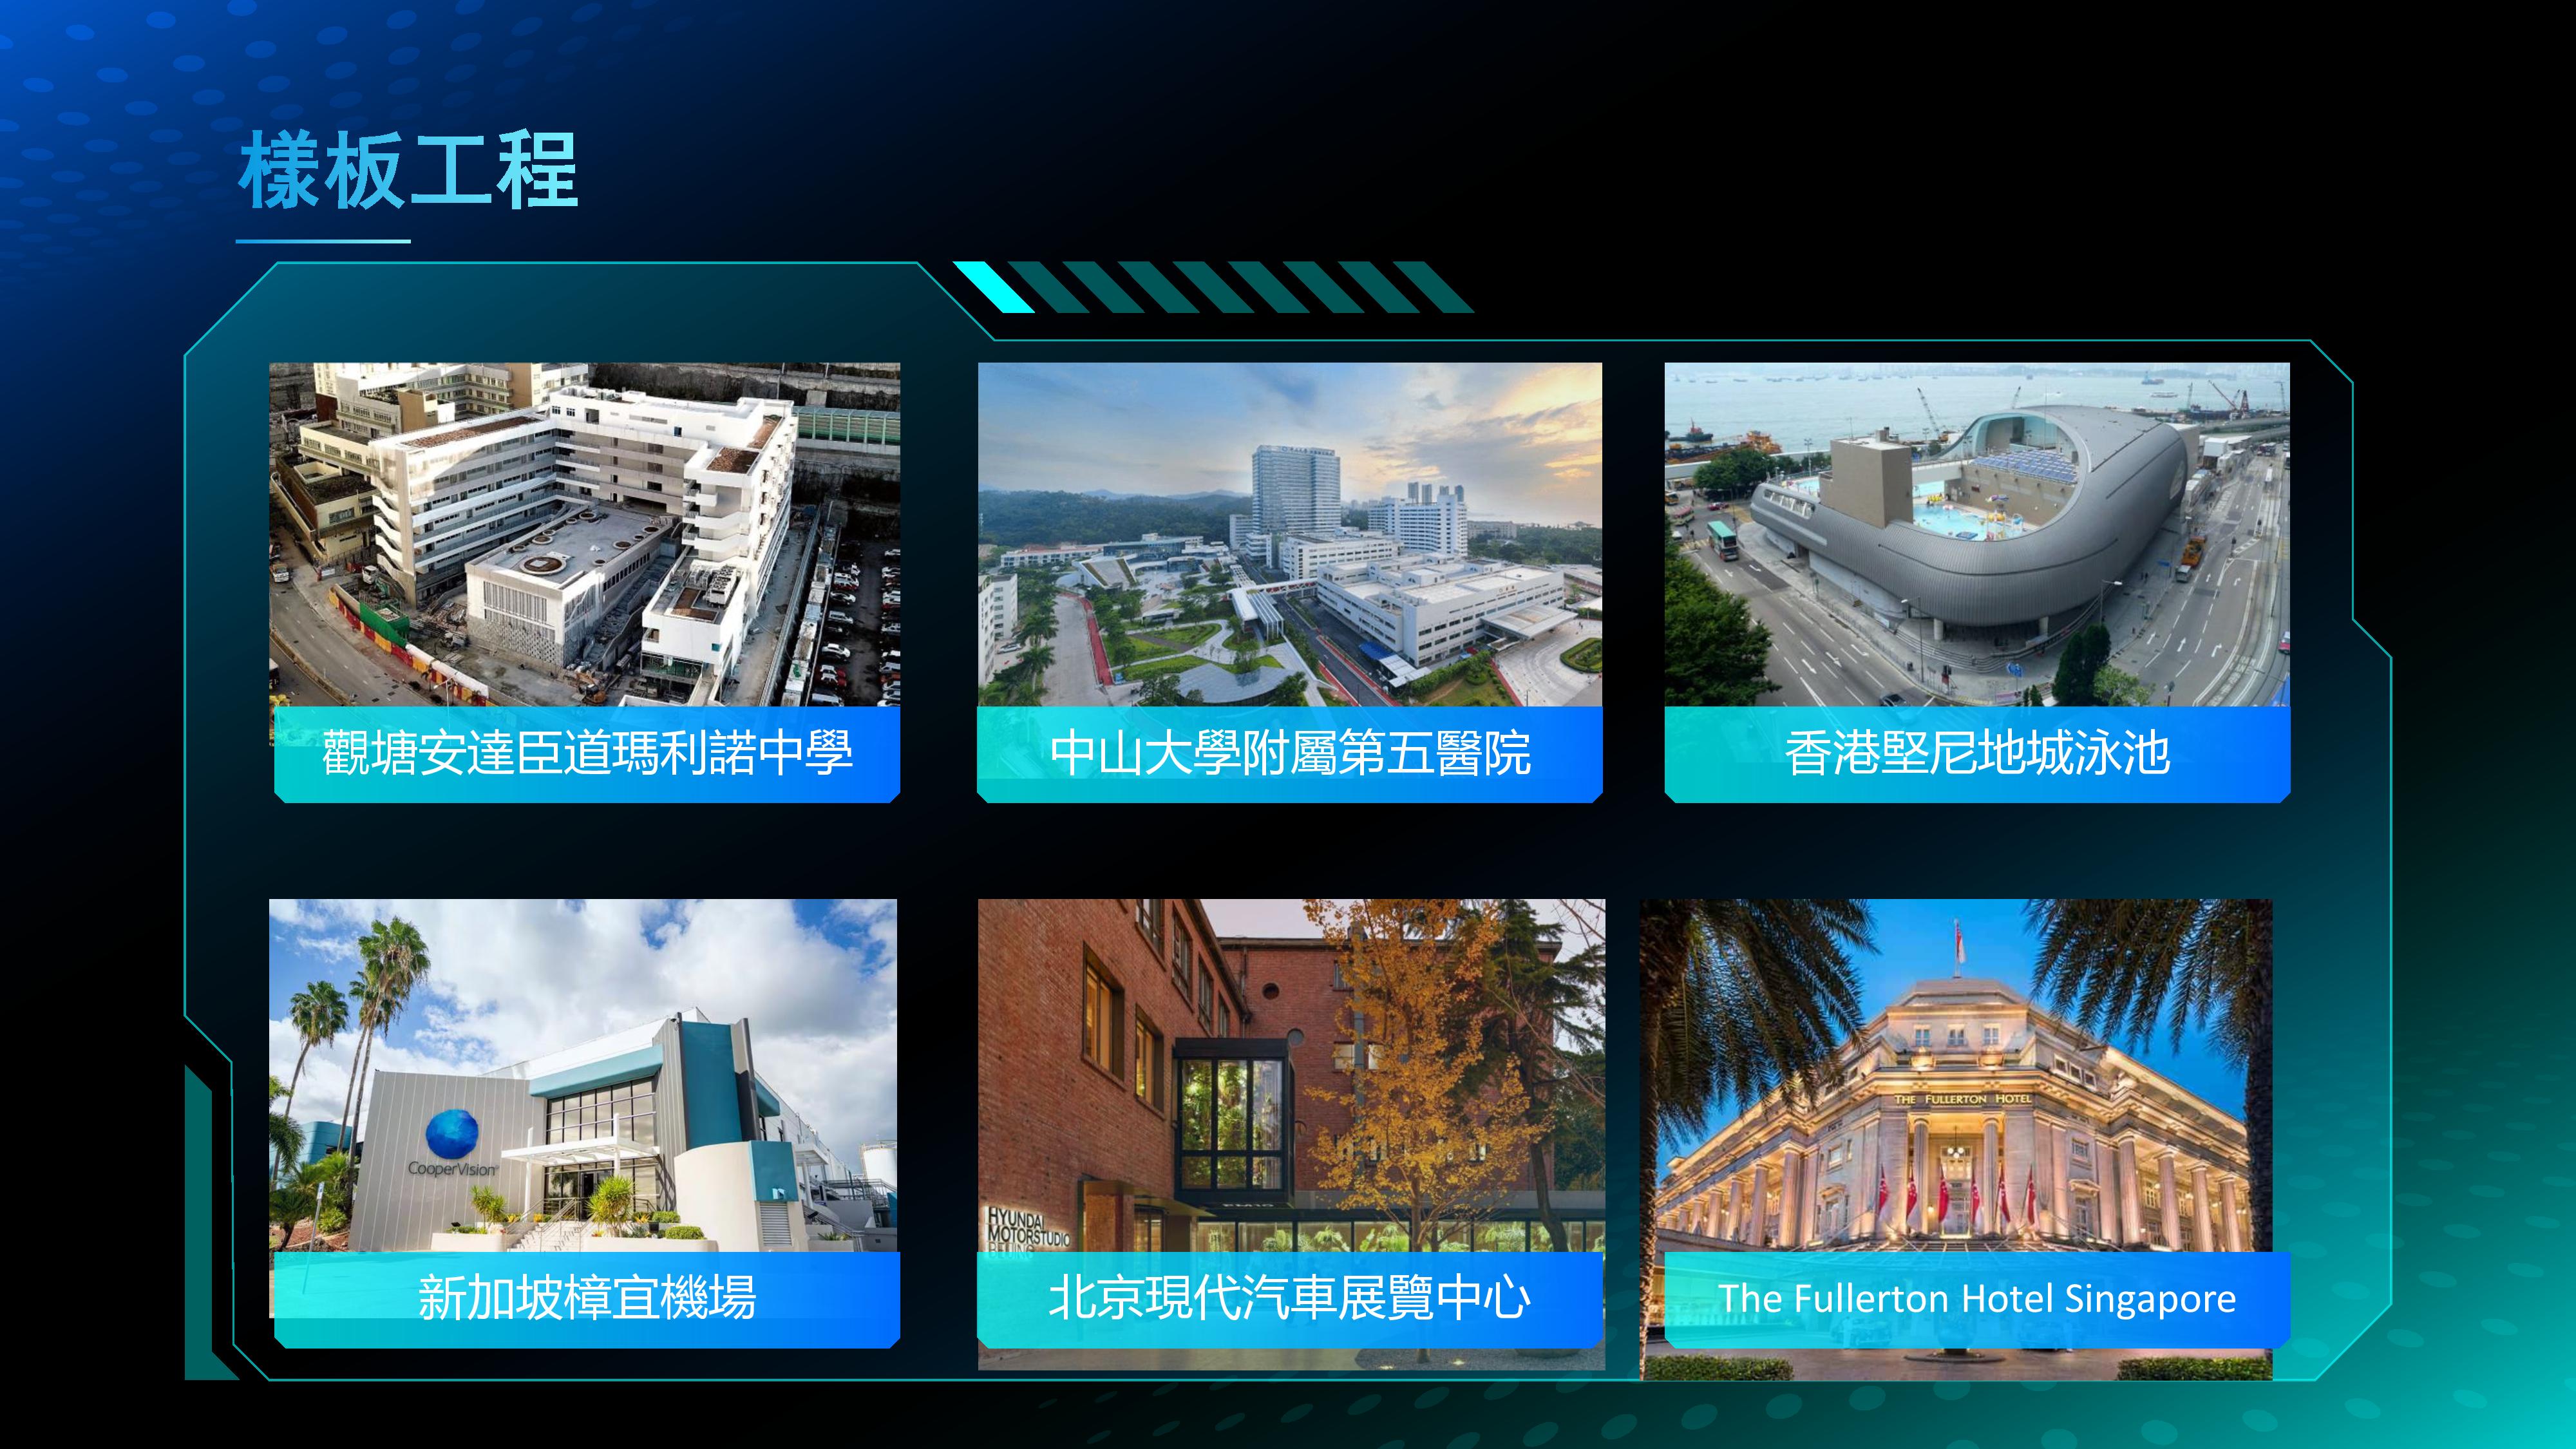 樣板工程
觀塘安達臣道瑪利諾中學
中山大學附屬第五醫院
香港堅尼地城泳池
CooperVision
新加坡樟宜機場
HYUNDAI
MOTORSTUDIO
BEIJING
北京現代汽車展覽中心
THE FULLERTON HOTEL
The Fullerton Hotel Singapore